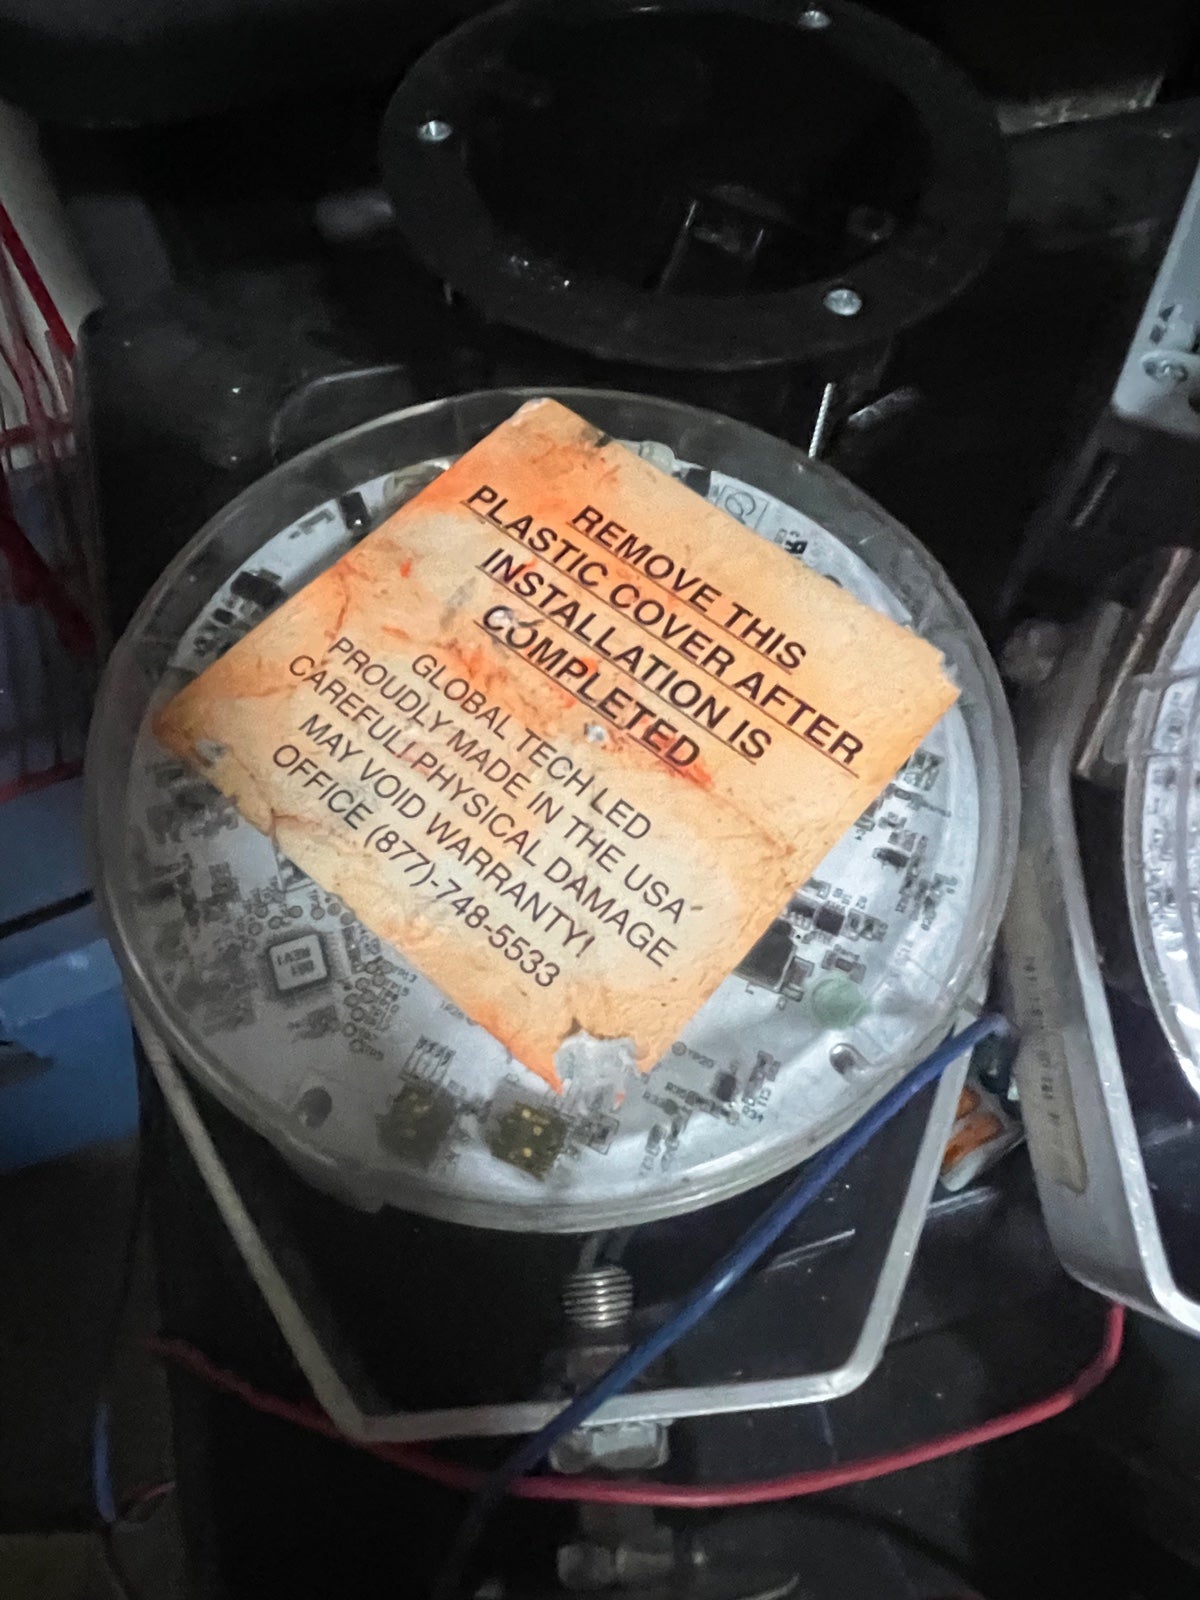 REMOVE THIS
PLASTIC COVER AFTER
INSTALLATION IS
COMPLETED
GLOBAL TECH LED
PROUDLY MADE IN THE USA
CAREFUL! PHYSICAL DAMAGE
MAY VOID WARRANTY!
OFFICE (877)-748-5533